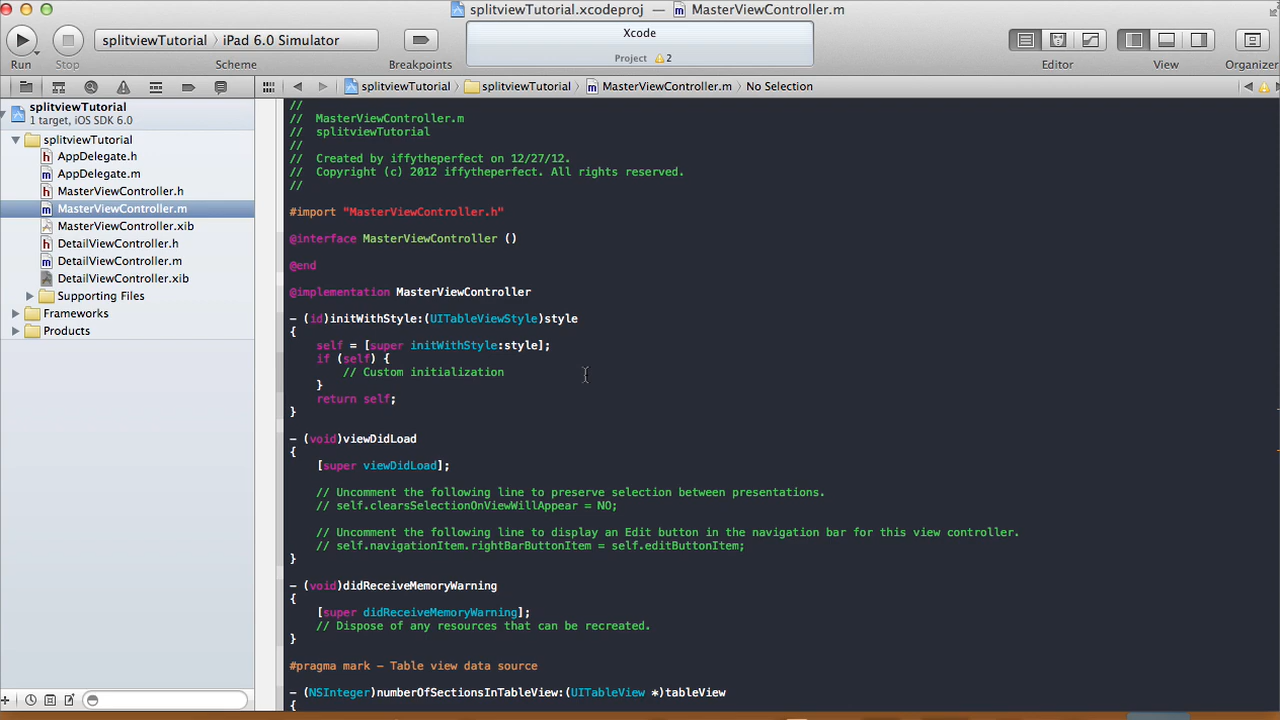 splitviewTutorial.xcodeproj — MasterViewController.m
splitviewTutorial › iPad 6.0 Simulator
Xcode
Project 2
Run
Stop
Scheme
Breakpoints
Editor
View
Organizer
splitviewTutorial › splitviewTutorial › MasterViewController.m › No Selection
splitviewTutorial
1 target, iOS SDK 6.0
splitviewTutorial
AppDelegate.h
AppDelegate.m
MasterViewController.h
MasterViewController.m
MasterViewController.xib
DetailViewController.h
DetailViewController.m
DetailViewController.xib
Supporting Files
Frameworks
Products
//
//  MasterViewController.m
//  splitviewTutorial
//
//  Created by iffytheperfect on 12/27/12.
//  Copyright (c) 2012 iffytheperfect. All rights reserved.
//
#import "MasterViewController.h"
@interface MasterViewController ()
@end
@implementation MasterViewController
- (id)initWithStyle:(UITableViewStyle)style
{
    self = [super initWithStyle:style];
    if (self) {
        // Custom initialization
    }
    return self;
}
- (void)viewDidLoad
{
    [super viewDidLoad];
    // Uncomment the following line to preserve selection between presentations.
    // self.clearsSelectionOnViewWillAppear = NO;
    // Uncomment the following line to display an Edit button in the navigation bar for this view controller.
    // self.navigationItem.rightBarButtonItem = self.editButtonItem;
}
- (void)didReceiveMemoryWarning
{
    [super didReceiveMemoryWarning];
    // Dispose of any resources that can be recreated.
}
#pragma mark - Table view data source
- (NSInteger)numberOfSectionsInTableView:(UITableView *)tableView
{